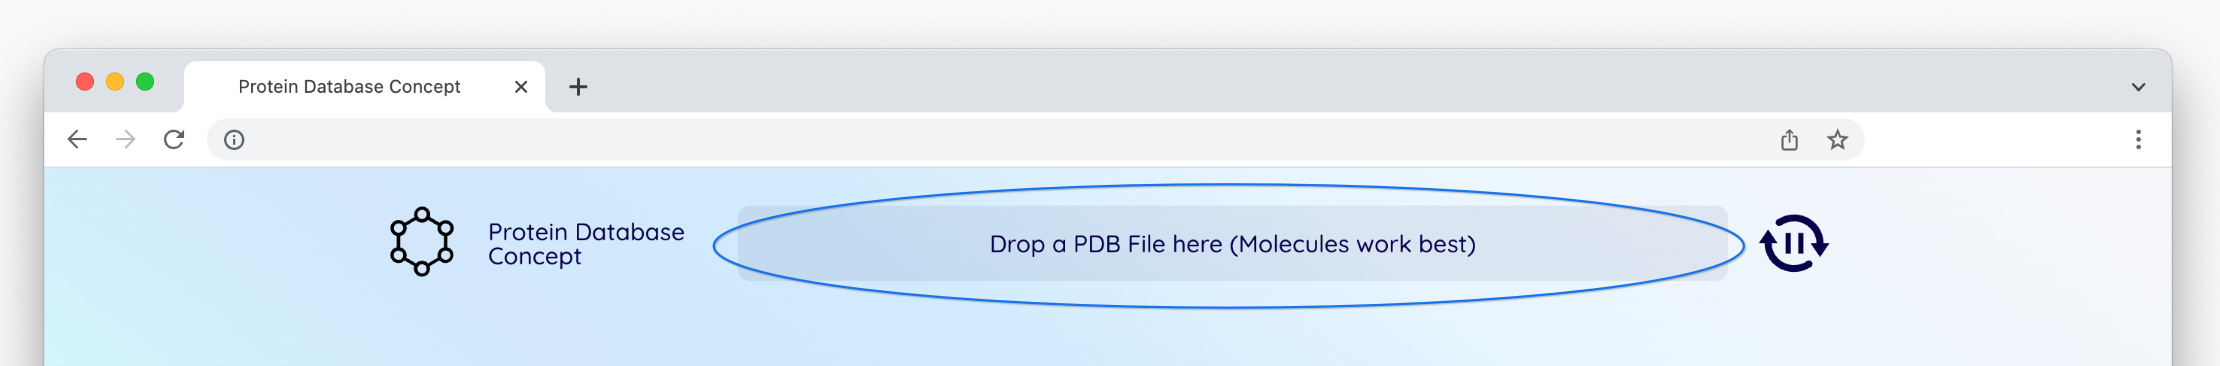 Protein Database Concept
Protein Database
Concept
Drop a PDB File here (Molecules work best)